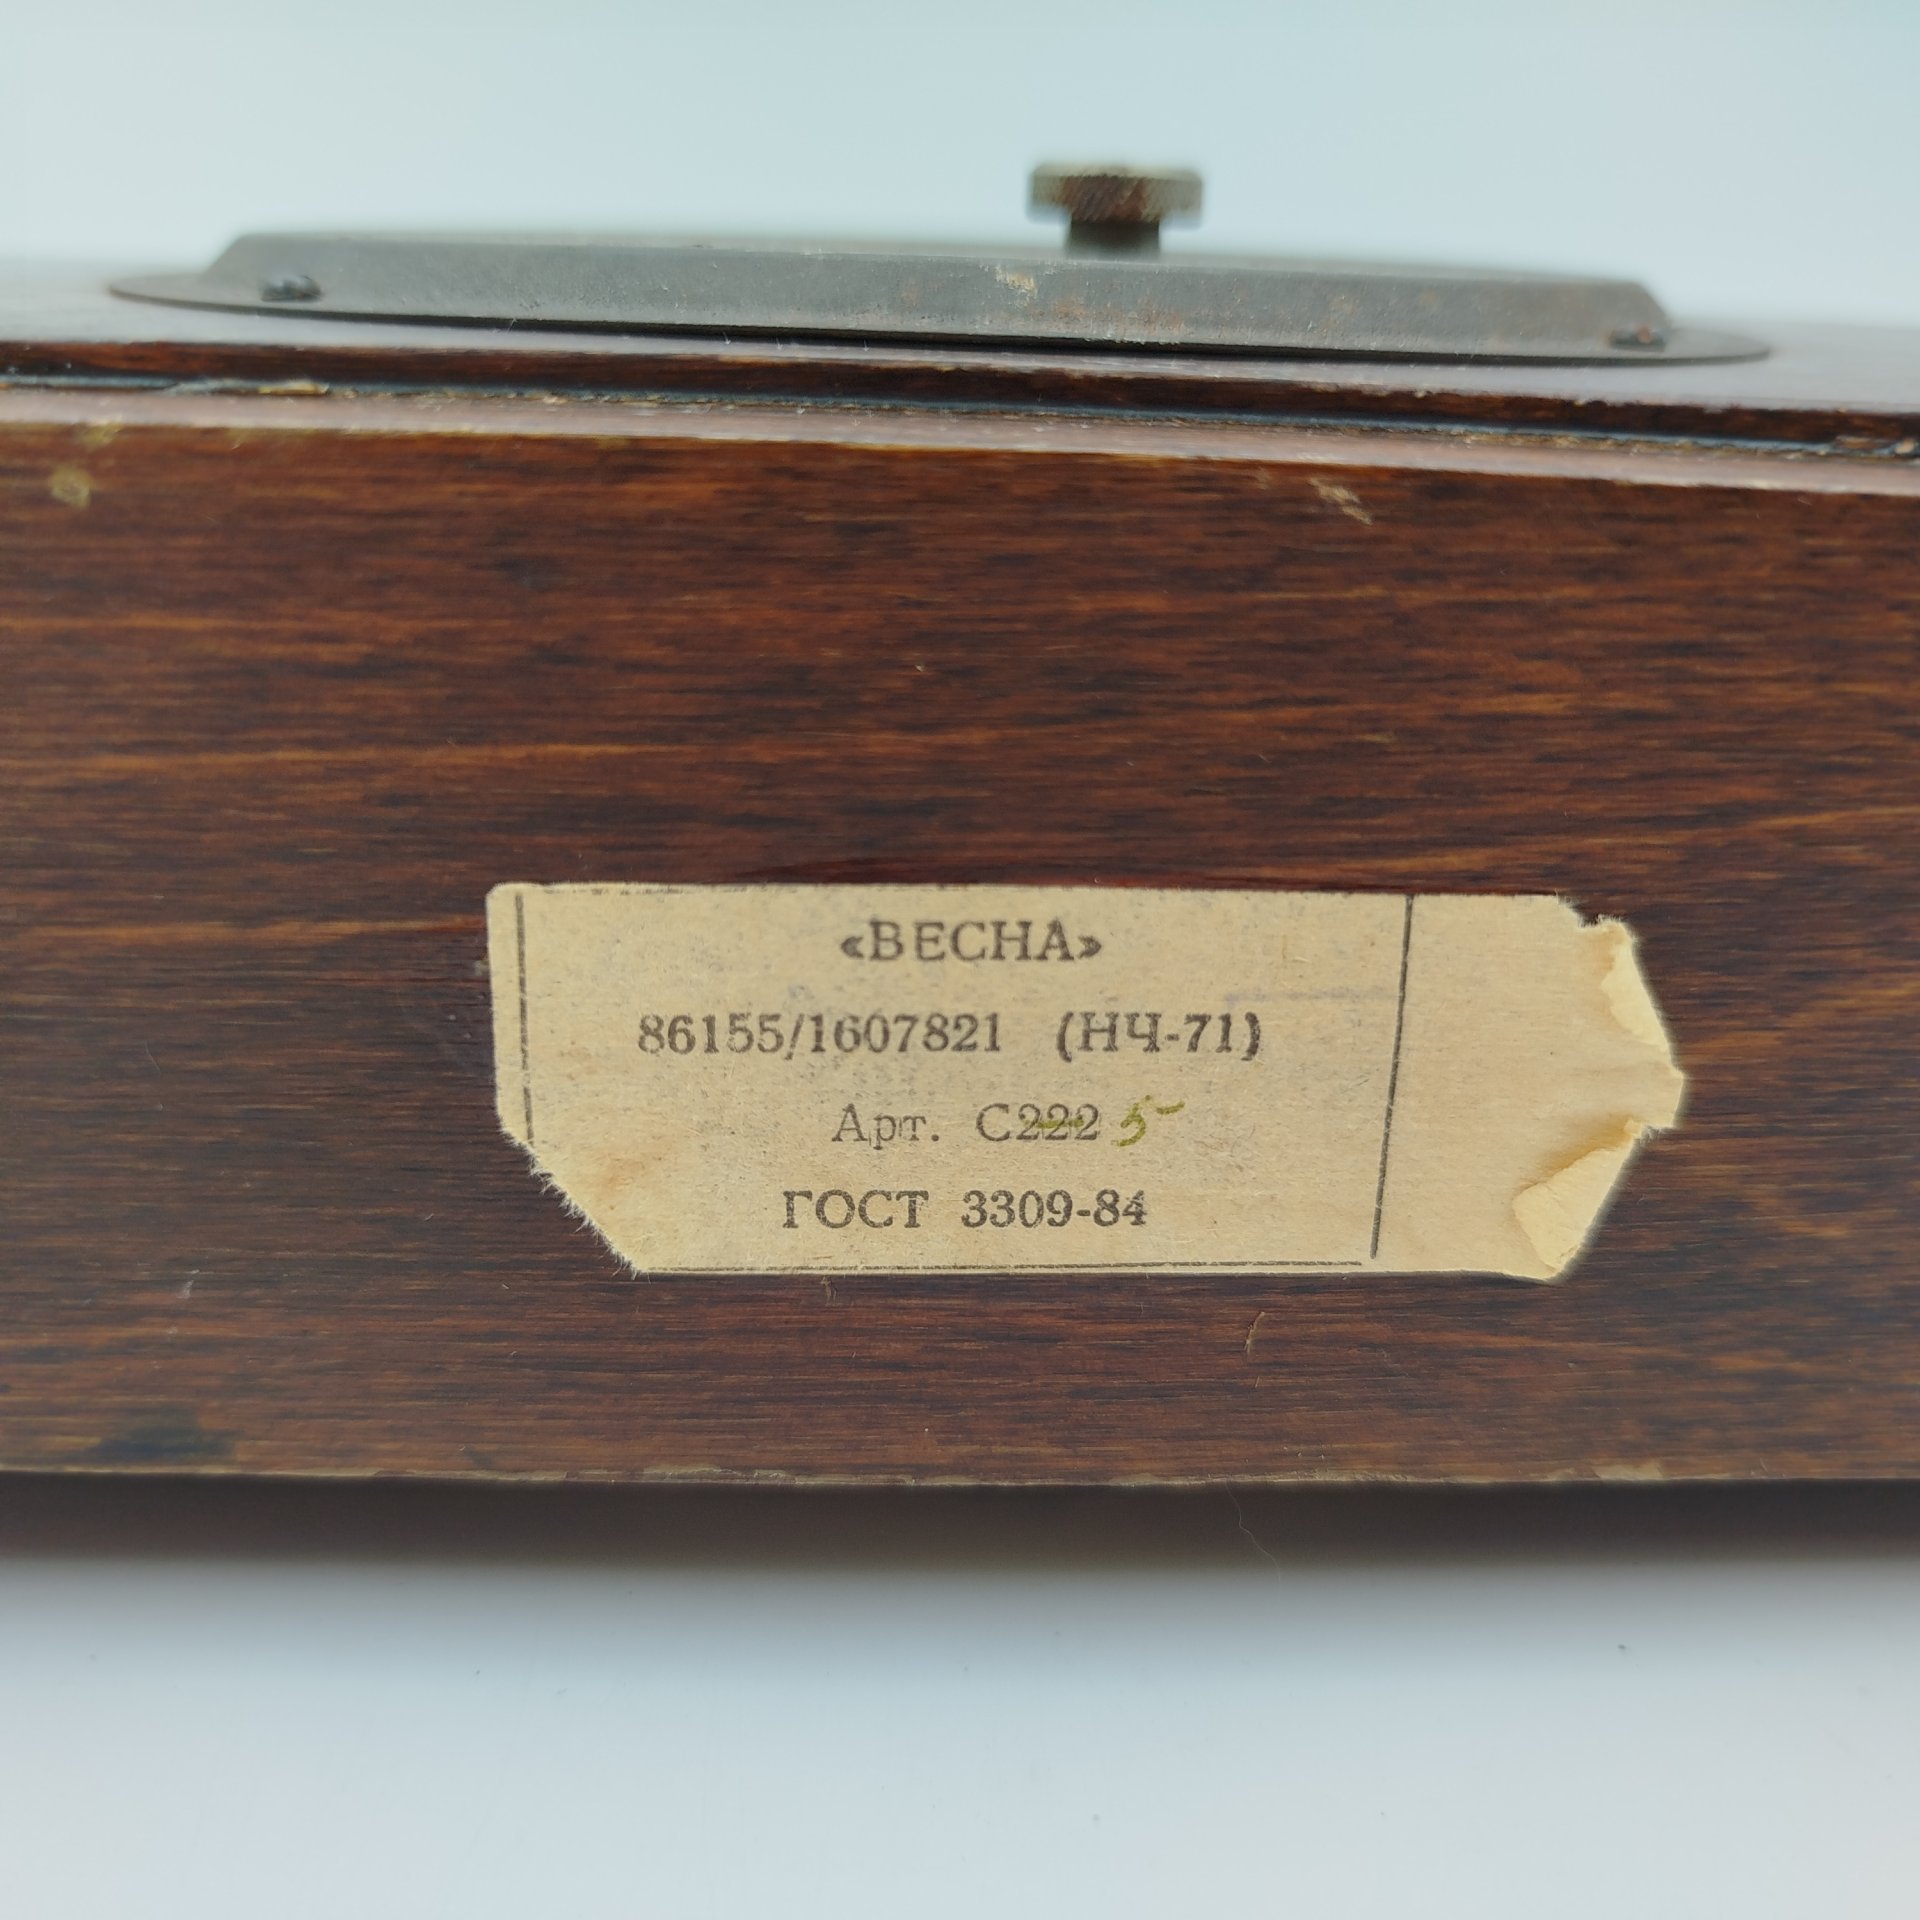 «ВЕСНА»
86155/1607821 (НЧ-71)
Арт. С222 5
ГОСТ 3309-84